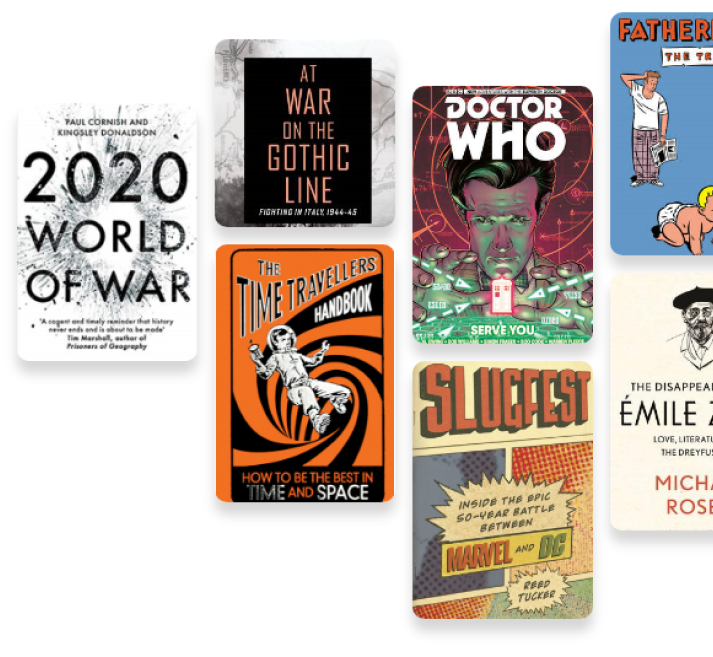 PAUL CORNISH AND
KINGSLEY DONALDSON
2020
WORLD
OF WAR
'A cogent and timely reminder that history
never ends and is about to be made'
Tim Marshall, author of
Prisoners of Geography
AT
WAR
ON THE
GOTHIC
LINE
FIGHTING IN ITALY, 1944-45
THE
TIME TRAVELLERS'
HANDBOOK
HOW TO BE THE BEST IN
TIME AND SPACE
DOCTOR
WHO
SERVE YOU
SLUGFEST
INSIDE THE EPIC
50-YEAR BATTLE
BETWEEN
MARVEL AND DC
REED
TUCKER
FATHER
THE TR
THE DISAPPEA
ÉMILE Z
LOVE, LITERATU
THE DREYFUS
MICHA
ROSE